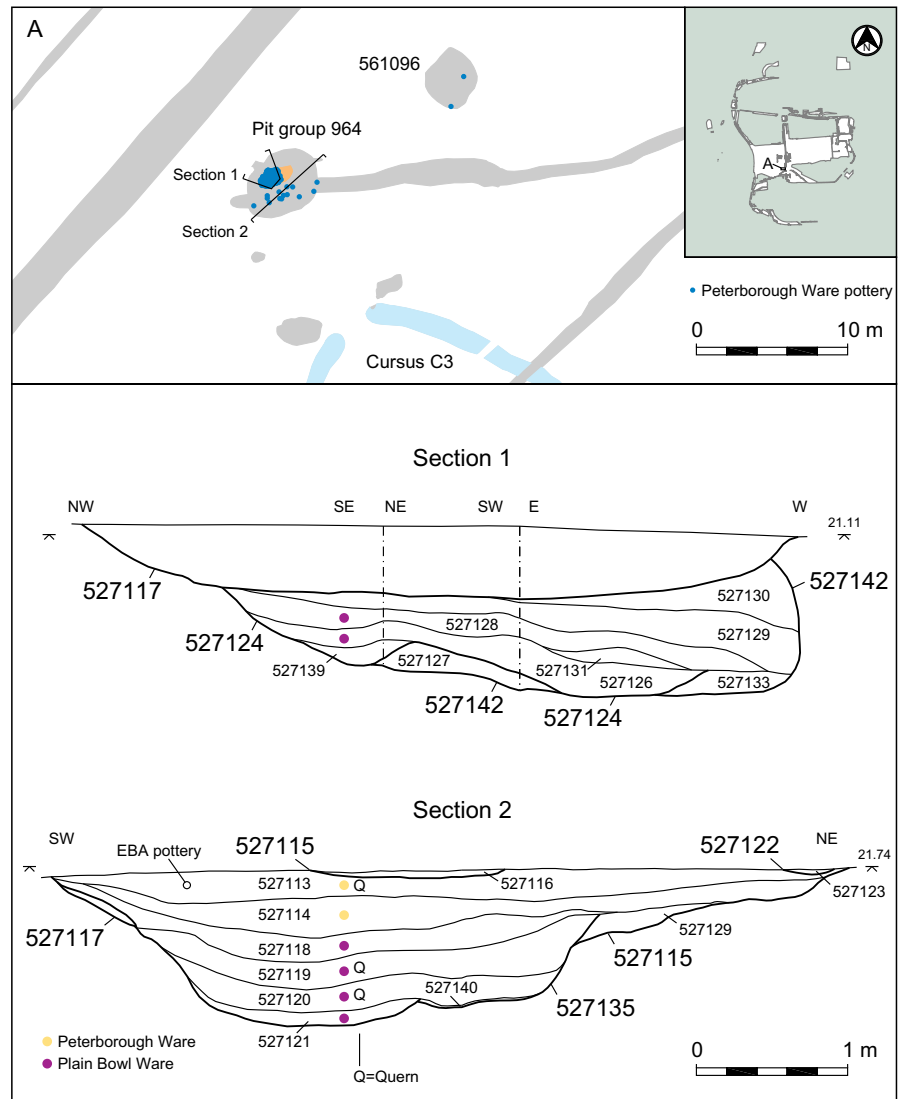 A
561096
Pit group 964
Section 1
Section 2
Cursus C3
N
A
Peterborough Ware pottery
0 10 m
Section 1
NW SE NE SW E W
21.11
527117
527142
527130
527124
527128
527129
527139
527127
527131
527126
527133
527142
527124
Section 2
SW NE
EBA pottery
527115
527122
21.74
527113 Q
527116
527123
527114
527117
527129
527118
527115
527119 Q
527120 Q
527140
527135
527121
Peterborough Ware
Plain Bowl Ware
Q=Quern
0 1 m